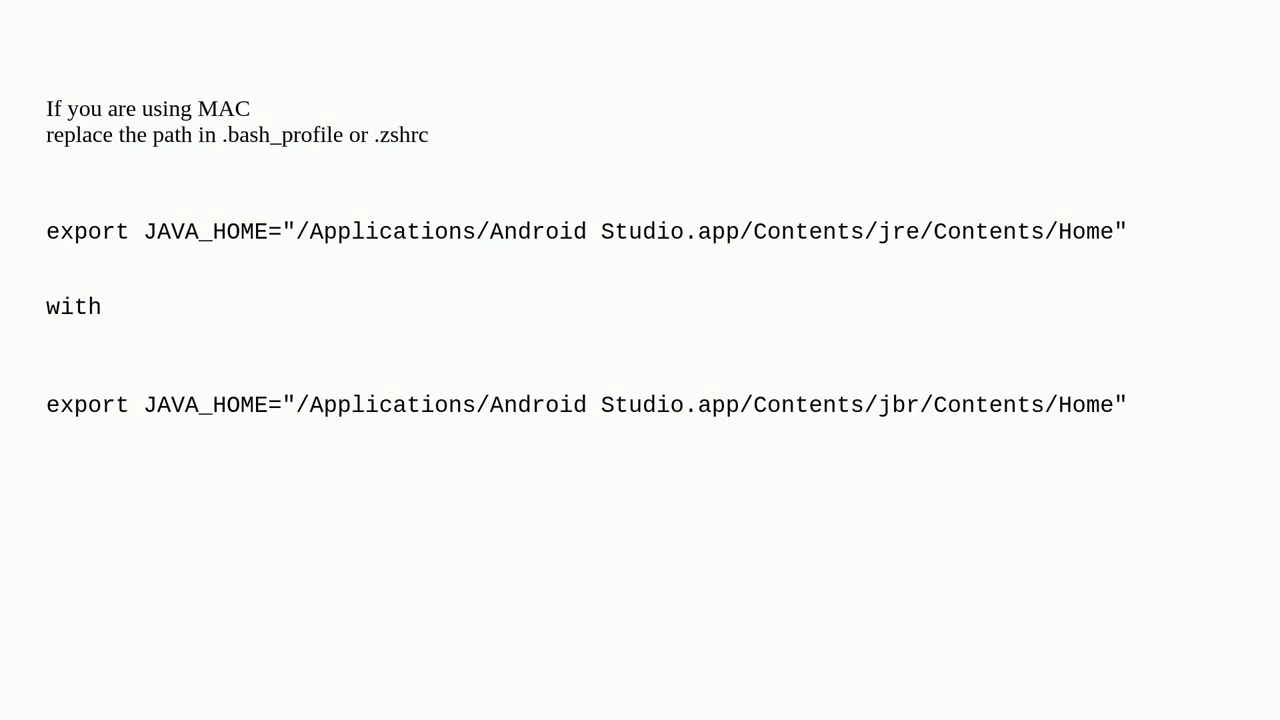 If you are using MAC
replace the path in .bash_profile or .zshrc
export JAVA_HOME="/Applications/Android Studio.app/Contents/jre/Contents/Home"
with
export JAVA_HOME="/Applications/Android Studio.app/Contents/jbr/Contents/Home"